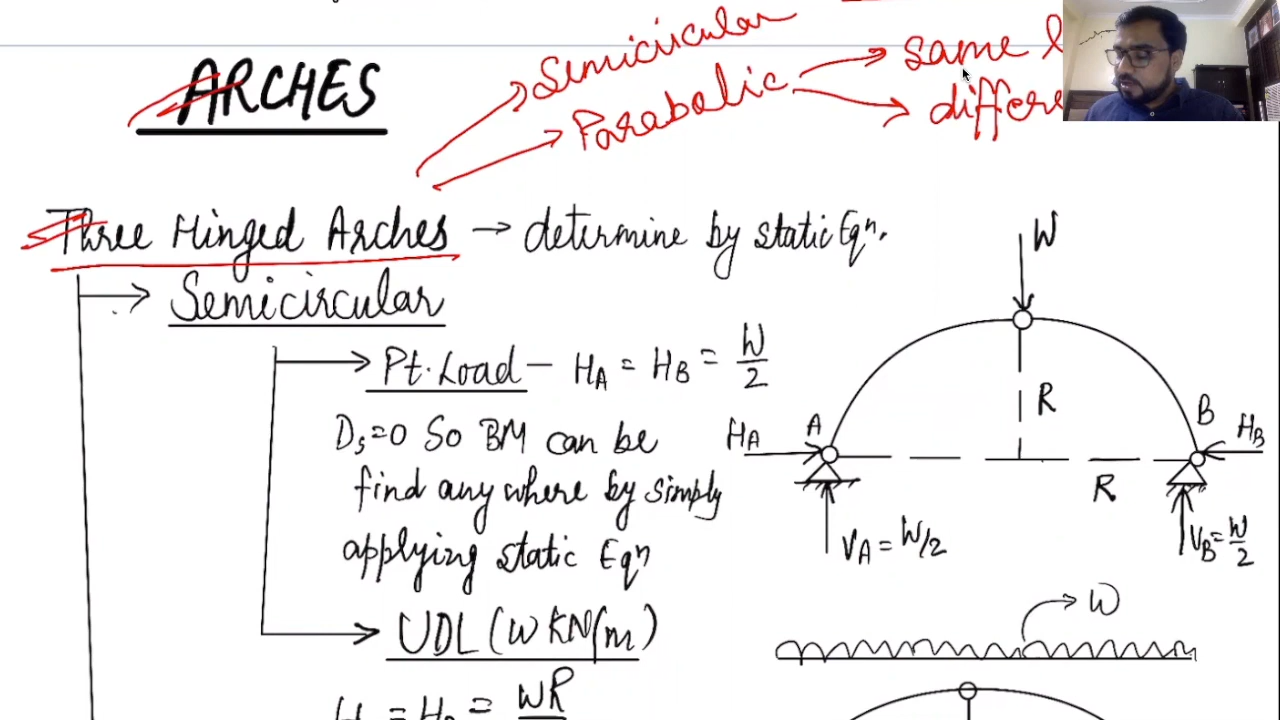 Semicircular
same
ARCHES
Parabolic
differe
Three Hinged Arches → determine by static Eqn.
W
Semicircular
Pt. Load - HA = HB = W/2
R
A
B
HA
HB
Ds=0 So BM can be
find any where by simply
R
applying static Eqn
VA = W/2
VB = W/2
W
UDL (W KN/m)
= WR